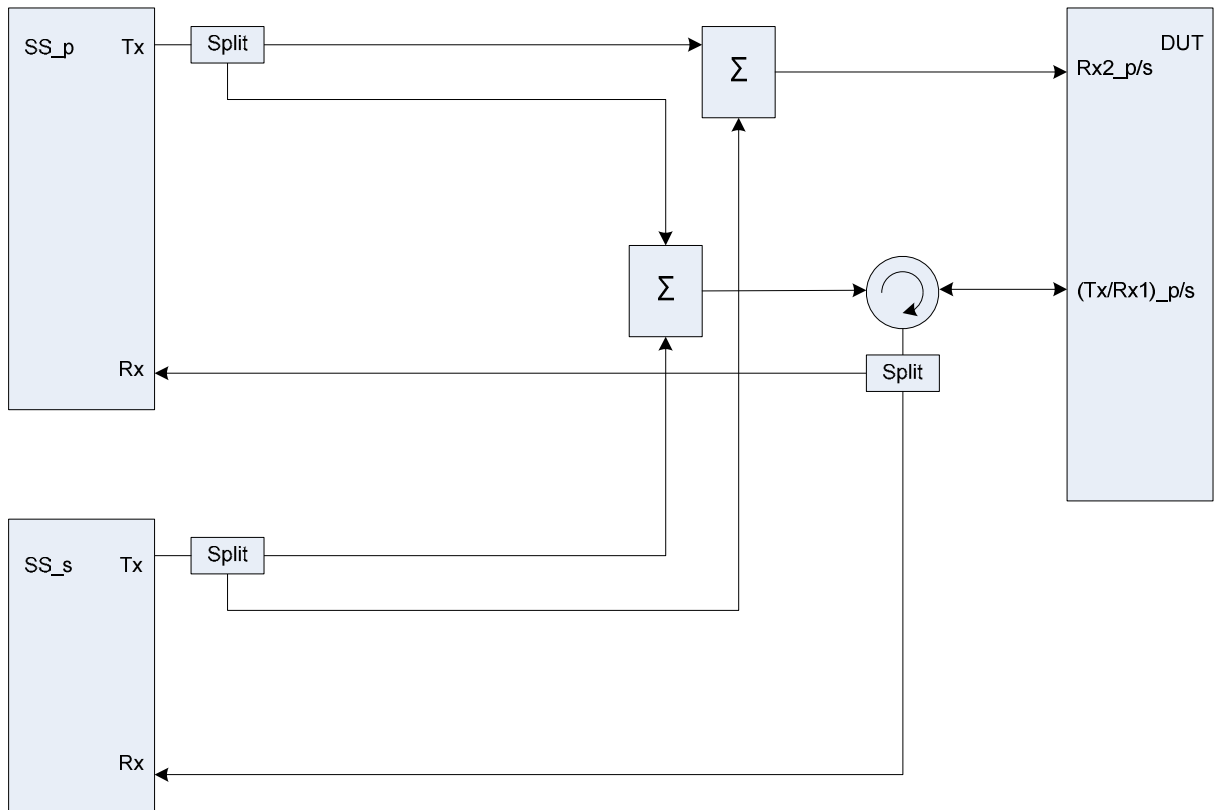 SS_p
Tx
Split
Σ
DUT
Rx2_p/s
Σ
(Tx/Rx1)_p/s
Rx
Split
SS_s
Tx
Split
Rx